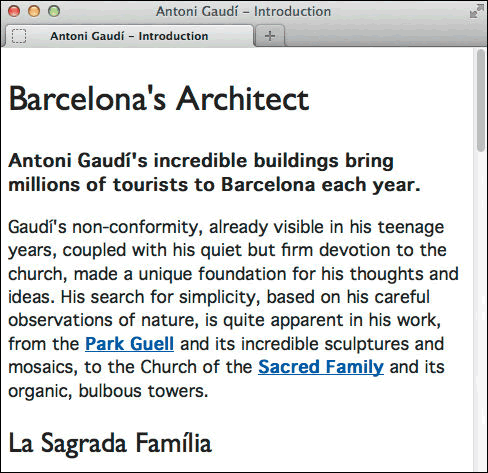 Antoni Gaudí – Introduction
Antoni Gaudí – Introduction
Barcelona's Architect
Antoni Gaudí's incredible buildings bring
millions of tourists to Barcelona each year.
Gaudí's non-conformity, already visible in his teenage
years, coupled with his quiet but firm devotion to the
church, made a unique foundation for his thoughts and
ideas. His search for simplicity, based on his careful
observations of nature, is quite apparent in his work,
from the Park Guell and its incredible sculptures and
mosaics, to the Church of the Sacred Family and its
organic, bulbous towers.
La Sagrada Família